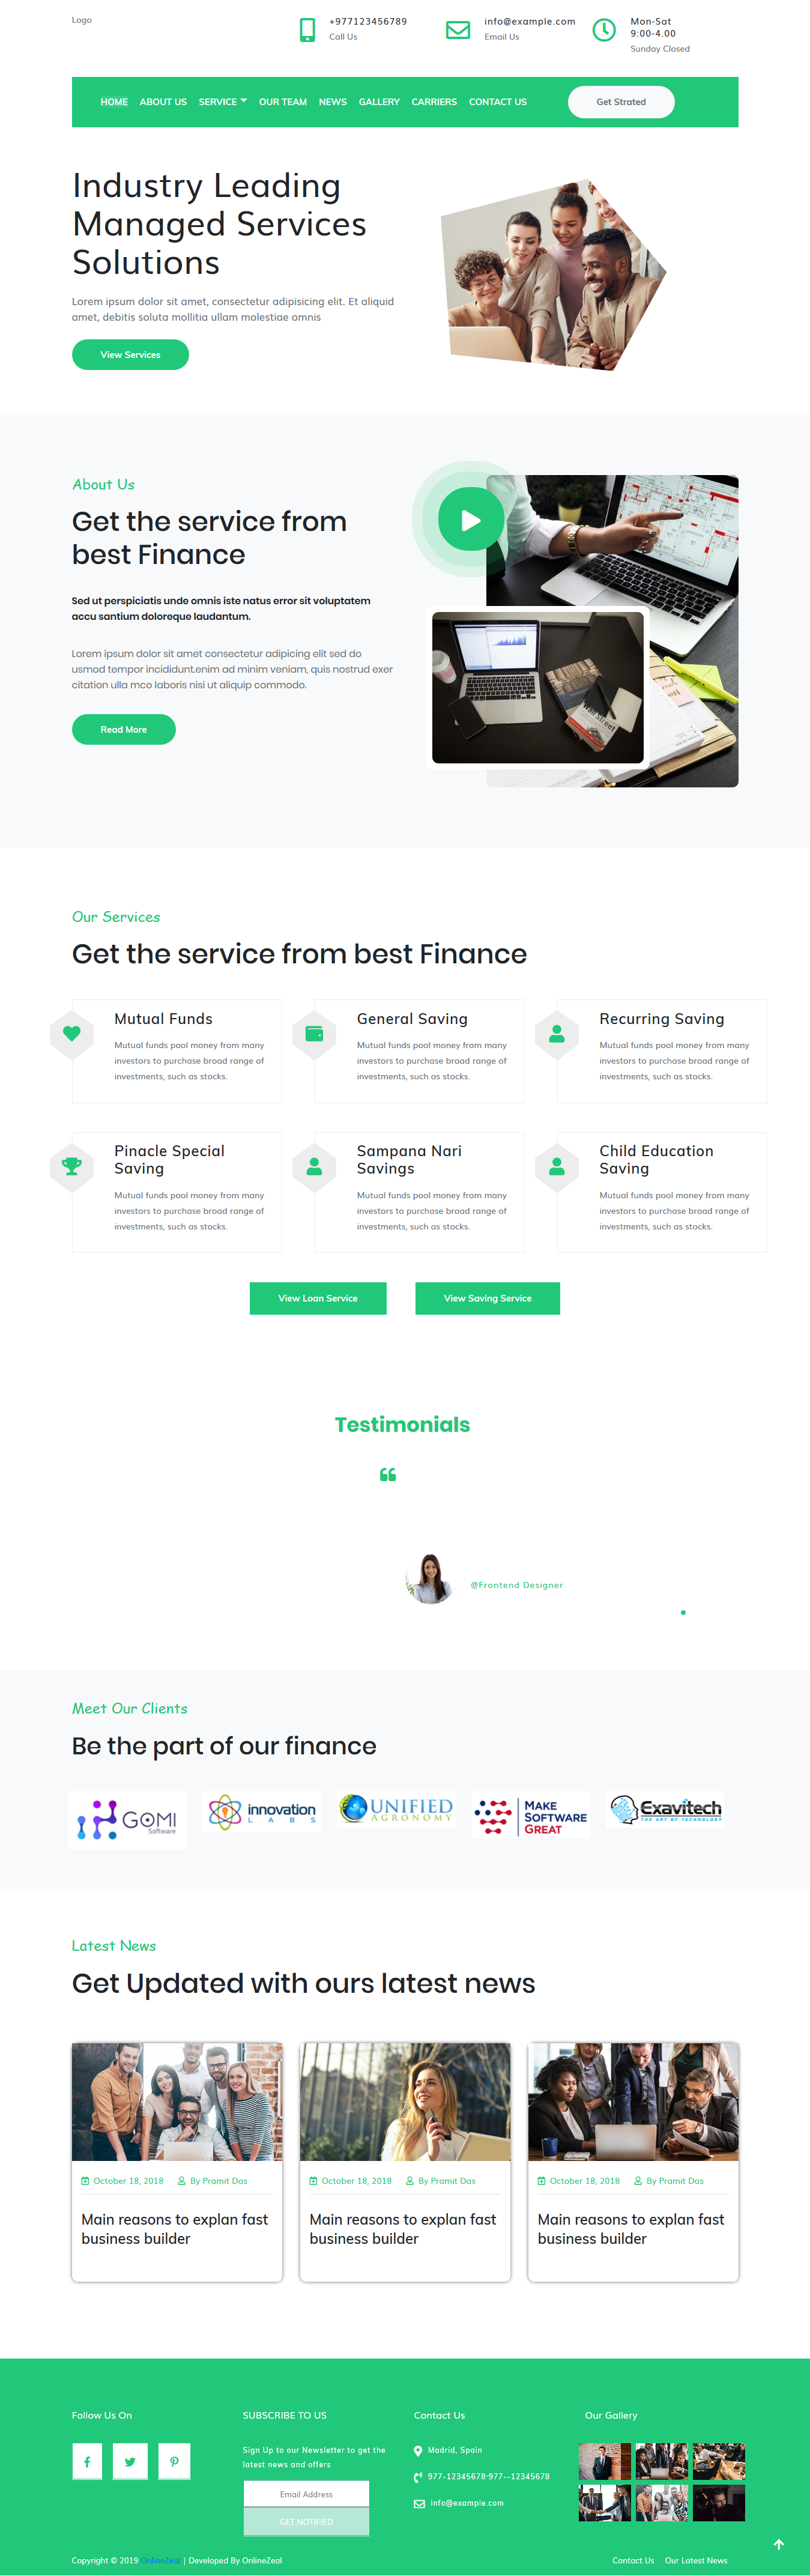 Logo
+977123456789
Call Us
info@example.com
Email Us
Mon-Sat
9:00-4.00
Sunday Closed
HOME ABOUT US SERVICE OUR TEAM NEWS GALLERY CARRIERS CONTACT US
Get Strated
Industry Leading
Managed Services
Solutions
Lorem ipsum dolor sit amet, consectetur adipisicing elit. Et aliquid
amet, debitis soluta mollitia ullam molestiae omnis
View Services
About Us
Get the service from
best Finance
Sed ut perspiciatis unde omnis iste natus error sit voluptatem
accu santium doloreque laudantum.
Lorem ipsum dolor sit amet consectetur adipicing elit sed do
usmod tempor incididunt.enim ad minim veniam, quis nostrud exer
citation ulla mco laboris nisi ut aliquip commodo.
Read More
Our Services
Get the service from best Finance
Mutual Funds
Mutual funds pool money from many
investors to purchase broad range of
investments, such as stocks.
General Saving
Mutual funds pool money from many
investors to purchase broad range of
investments, such as stocks.
Recurring Saving
Mutual funds pool money from many
investors to purchase broad range of
investments, such as stocks.
Pinacle Special
Saving
Mutual funds pool money from many
investors to purchase broad range of
investments, such as stocks.
Sampana Nari
Savings
Mutual funds pool money from many
investors to purchase broad range of
investments, such as stocks.
Child Education
Saving
Mutual funds pool money from many
investors to purchase broad range of
investments, such as stocks.
View Loan Service
View Saving Service
Testimonials
@Frontend Designer
Meet Our Clients
Be the part of our finance
GOMI
Software
innovation
LABS
UNIFIED
AGRONOMY
MAKE
SOFTWARE
GREAT
Exavitech
THE ART OF TECHNOLOGY
Latest News
Get Updated with ours latest news
October 18, 2018 By Pramit Das
Main reasons to explan fast
business builder
October 18, 2018 By Pramit Das
Main reasons to explan fast
business builder
October 18, 2018 By Pramit Das
Main reasons to explan fast
business builder
Follow Us On
SUBSCRIBE TO US
Sign Up to our Newsletter to get the
latest news and offers
Email Address
GET NOTIFIED
Contact Us
Madrid, Spain
977-12345678-977--12345678
info@example.com
Our Gallery
Copyright © 2019 OnlineZeal | Developed By OnlineZeal
Contact Us Our Latest News